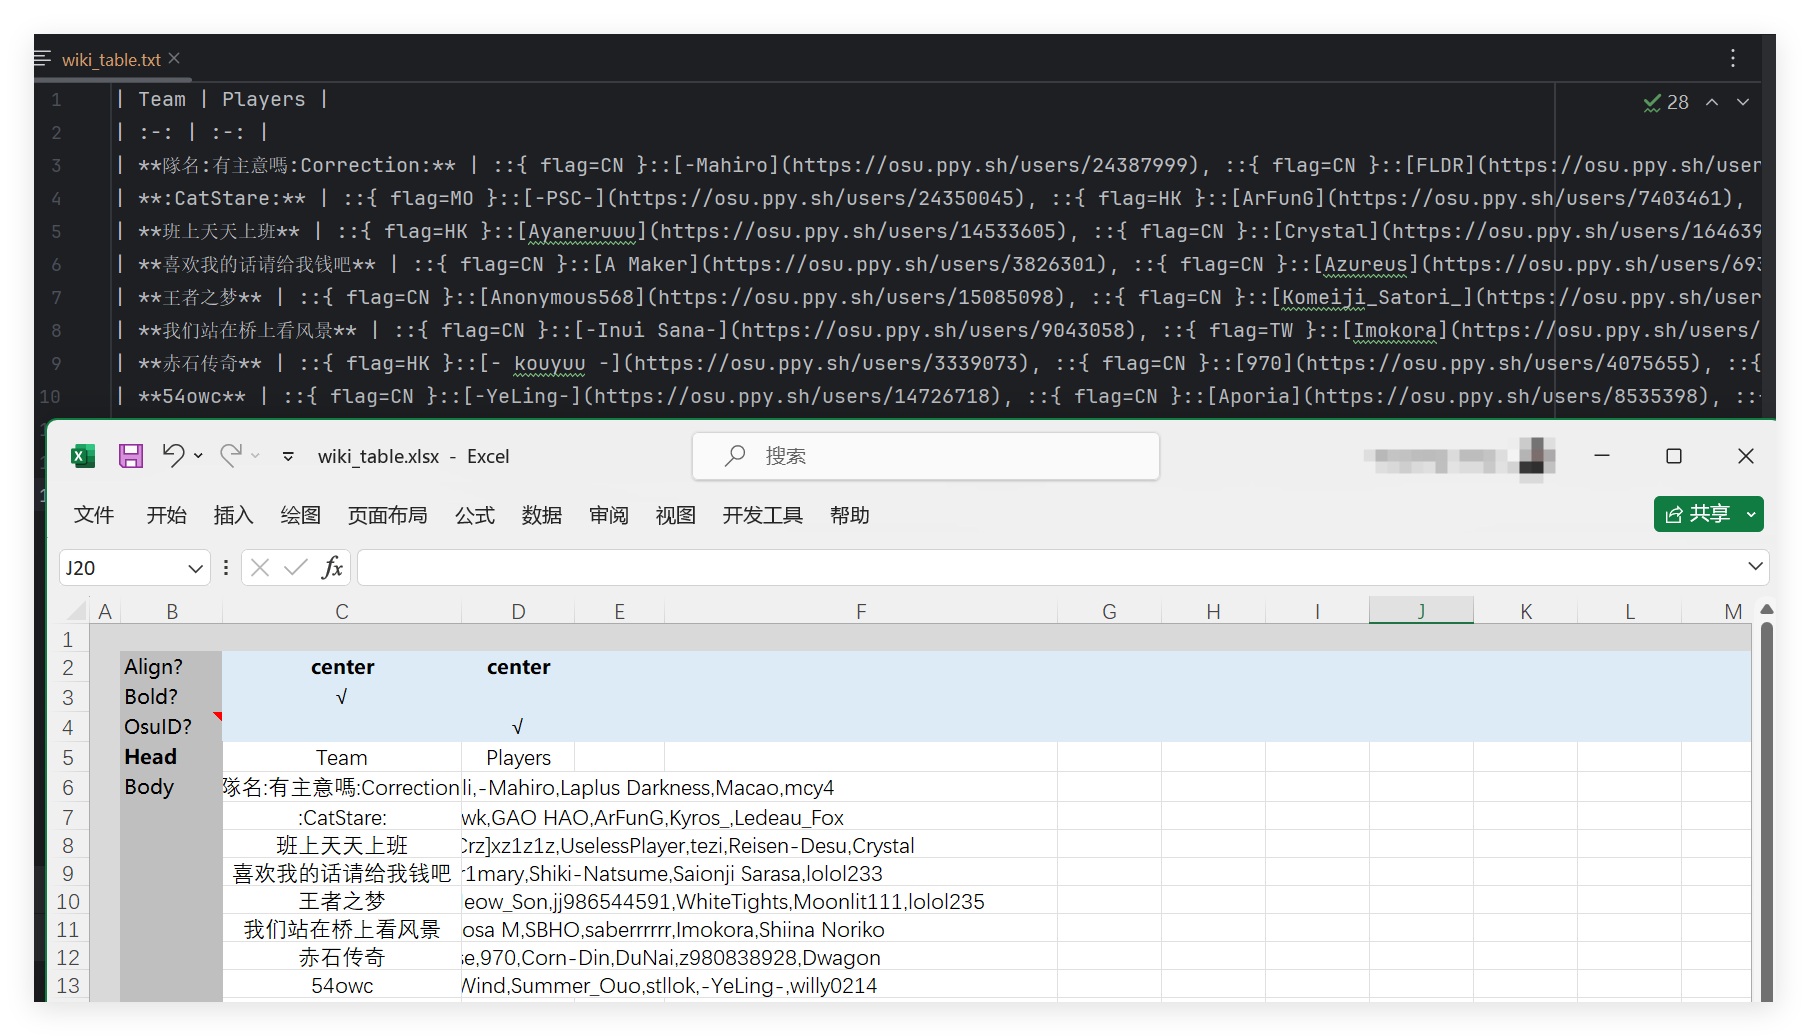 wiki_table.txt
28
1 | Team | Players |
2 | :-: | :-: |
3 | **隊名:有主意嗎:Correction:** | ::{ flag=CN }::[-Mahiro](https://osu.ppy.sh/users/24387999), ::{ flag=CN }::[FLDR](https://osu.ppy.sh/user
4 | **:CatStare:** | ::{ flag=MO }::[-PSC-](https://osu.ppy.sh/users/24350045), ::{ flag=HK }::[ArFunG](https://osu.ppy.sh/users/7403461),
5 | **班上天天上班** | ::{ flag=HK }::[Ayaneruuu](https://osu.ppy.sh/users/14533605), ::{ flag=CN }::[Crystal](https://osu.ppy.sh/users/164639
6 | **喜欢我的话请给我钱吧** | ::{ flag=CN }::[A Maker](https://osu.ppy.sh/users/3826301), ::{ flag=CN }::[Azureus](https://osu.ppy.sh/users/693
7 | **王者之梦** | ::{ flag=CN }::[Anonymous568](https://osu.ppy.sh/users/15085098), ::{ flag=CN }::[Komeiji_Satori_](https://osu.ppy.sh/user
8 | **我们站在桥上看风景** | ::{ flag=CN }::[-Inui Sana-](https://osu.ppy.sh/users/9043058), ::{ flag=TW }::[Imokora](https://osu.ppy.sh/users/
9 | **赤石传奇** | ::{ flag=HK }::[- kouyuu -](https://osu.ppy.sh/users/3339073), ::{ flag=CN }::[970](https://osu.ppy.sh/users/4075655), ::{
10 | **54owc** | ::{ flag=CN }::[-YeLing-](https://osu.ppy.sh/users/14726718), ::{ flag=CN }::[Aporia](https://osu.ppy.sh/users/8535398), ::
wiki_table.xlsx - Excel
搜索
文件 开始 插入 绘图 页面布局 公式 数据 审阅 视图 开发工具 帮助
共享
J20
fx
A B C D E F G H I J K L M
1
2 Align? center center
3 Bold? √
4 OsuID? √
5 Head Team Players
6 Body 隊名:有主意嗎:Correction li,-Mahiro,Laplus Darkness,Macao,mcy4
7 :CatStare: wk,GAO HAO,ArFunG,Kyros_,Ledeau_Fox
8 班上天天上班 Crz]xz1z1z,UselessPlayer,tezi,Reisen-Desu,Crystal
9 喜欢我的话请给我钱吧 r1mary,Shiki-Natsume,Saionji Sarasa,lolol233
10 王者之梦 leow_Son,jj986544591,WhiteTights,Moonlit111,lolol235
11 我们站在桥上看风景 osa M,SBHO,saberrrrrr,Imokora,Shiina Noriko
12 赤石传奇 se,970,Corn-Din,DuNai,z980838928,Dwagon
13 54owc Wind,Summer_Ouo,stllok,-YeLing-,willy0214